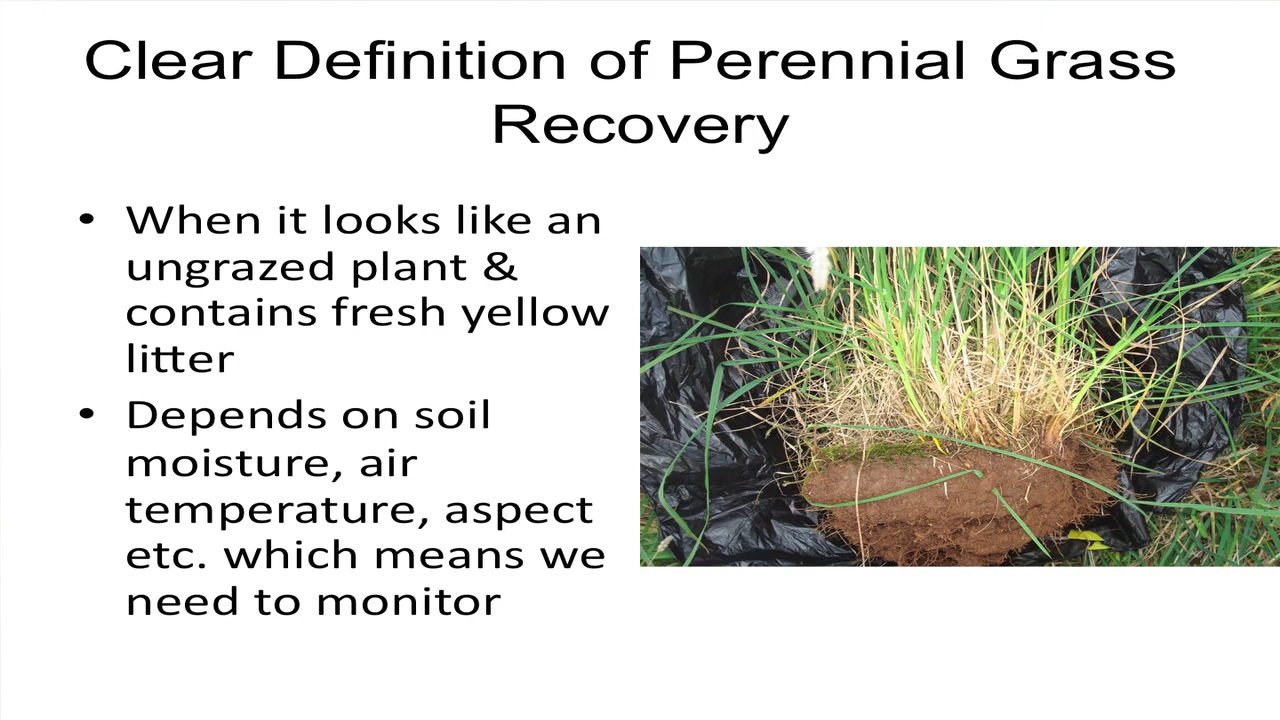 Clear Definition of Perennial Grass
Recovery
• When it looks like an
ungrazed plant &
contains fresh yellow
litter
• Depends on soil
moisture, air
temperature, aspect
etc. which means we
need to monitor